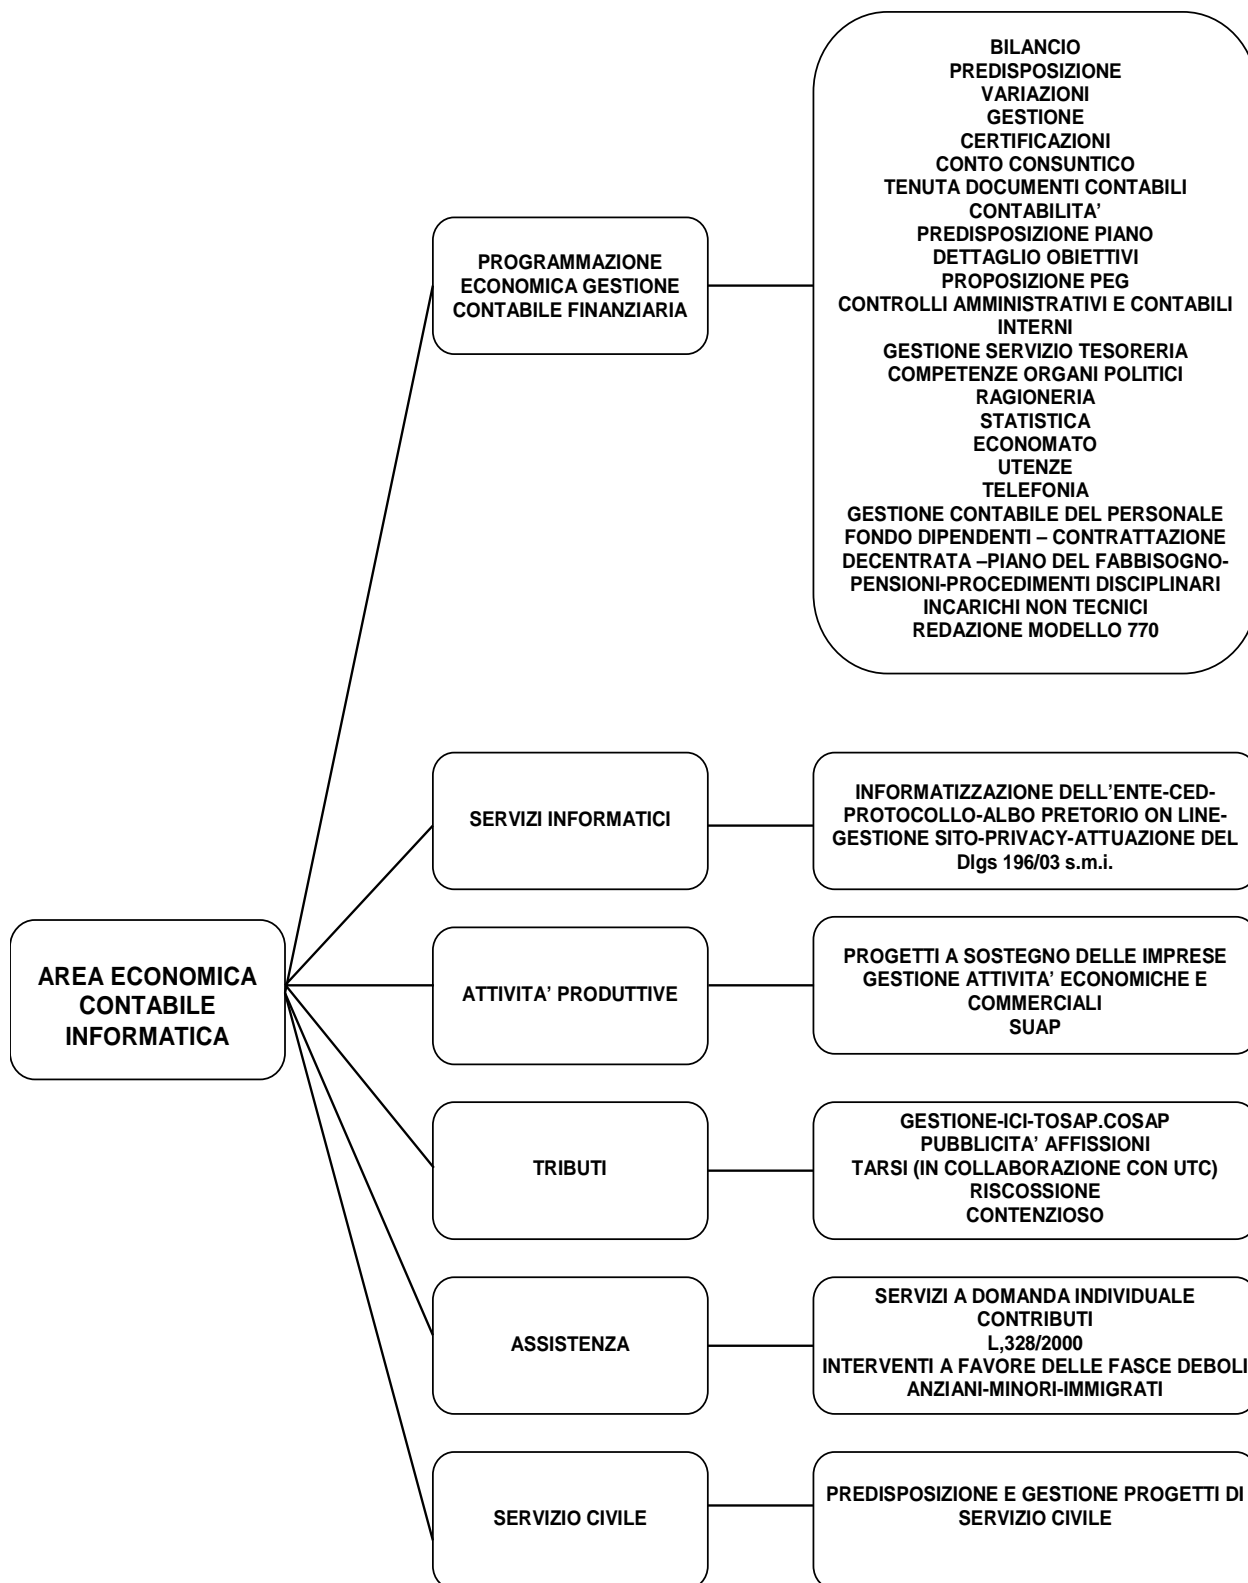 BILANCIO
PREDISPOSIZIONE
VARIAZIONI
GESTIONE
CERTIFICAZIONI
CONTO CONSUNTICO
TENUTA DOCUMENTI CONTABILI
CONTABILITA’
PREDISPOSIZIONE PIANO
DETTAGLIO OBIETTIVI
PROPOSIZIONE PEG
CONTROLLI AMMINISTRATIVI E CONTABILI
INTERNI
GESTIONE SERVIZIO TESORERIA
COMPETENZE ORGANI POLITICI
RAGIONERIA
STATISTICA
ECONOMATO
UTENZE
TELEFONIA
GESTIONE CONTABILE DEL PERSONALE
FONDO DIPENDENTI – CONTRATTAZIONE
DECENTRATA –PIANO DEL FABBISOGNO-
PENSIONI-PROCEDIMENTI DISCIPLINARI
INCARICHI NON TECNICI
REDAZIONE MODELLO 770
PROGRAMMAZIONE
ECONOMICA GESTIONE
CONTABILE FINANZIARIA
SERVIZI INFORMATICI
INFORMATIZZAZIONE DELL’ENTE-CED-
PROTOCOLLO-ALBO PRETORIO ON LINE-
GESTIONE SITO-PRIVACY-ATTUAZIONE DEL
Dlgs 196/03 s.m.i.
AREA ECONOMICA
CONTABILE
INFORMATICA
ATTIVITA’ PRODUTTIVE
PROGETTI A SOSTEGNO DELLE IMPRESE
GESTIONE ATTIVITA’ ECONOMICHE E
COMMERCIALI
SUAP
TRIBUTI
GESTIONE-ICI-TOSAP.COSAP
PUBBLICITA’ AFFISSIONI
TARSI (IN COLLABORAZIONE CON UTC)
RISCOSSIONE
CONTENZIOSO
ASSISTENZA
SERVIZI A DOMANDA INDIVIDUALE
CONTRIBUTI
L,328/2000
INTERVENTI A FAVORE DELLE FASCE DEBOLI
ANZIANI-MINORI-IMMIGRATI
SERVIZIO CIVILE
PREDISPOSIZIONE E GESTIONE PROGETTI DI
SERVIZIO CIVILE